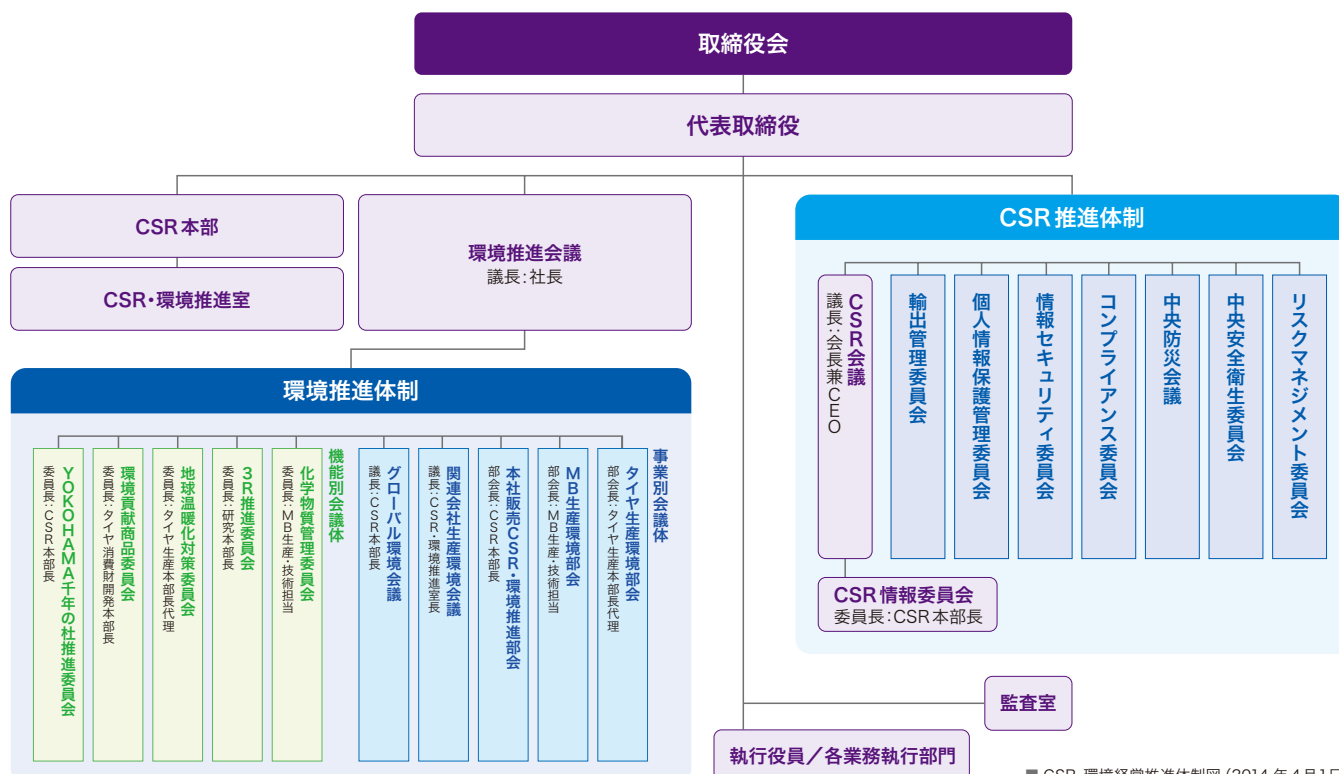 取締役会
代表取締役
CSR本部
CSR・環境推進室
環境推進会議
議長:社長
CSR推進体制
CSR会議
議長:会長兼CEO
輸出管理委員会
個人情報保護管理委員会
情報セキュリティ委員会
コンプライアンス委員会
中央防災会議
中央安全衛生委員会
リスクマネジメント委員会
CSR情報委員会
委員長:CSR本部長
環境推進体制
YOKOHAMA千年の杜推進委員会
委員長:CSR本部長
環境貢献商品委員会
委員長:タイヤ消費財開発本部長
地球温暖化対策委員会
委員長:タイヤ生産本部長代理
3R推進委員会
委員長:研究本部長
機能別会議体
化学物質管理委員会
委員長:MB生産・技術担当
グローバル環境会議
議長:CSR本部長
関連会社生産環境会議
議長:CSR・環境推進室長
本社販売CSR・環境推進部会
部会長:CSR本部長
MB生産環境部会
部会長:MB生産・技術担当
事業別会議体
タイヤ生産環境部会
部会長:タイヤ生産本部長代理
監査室
執行役員／各業務執行部門